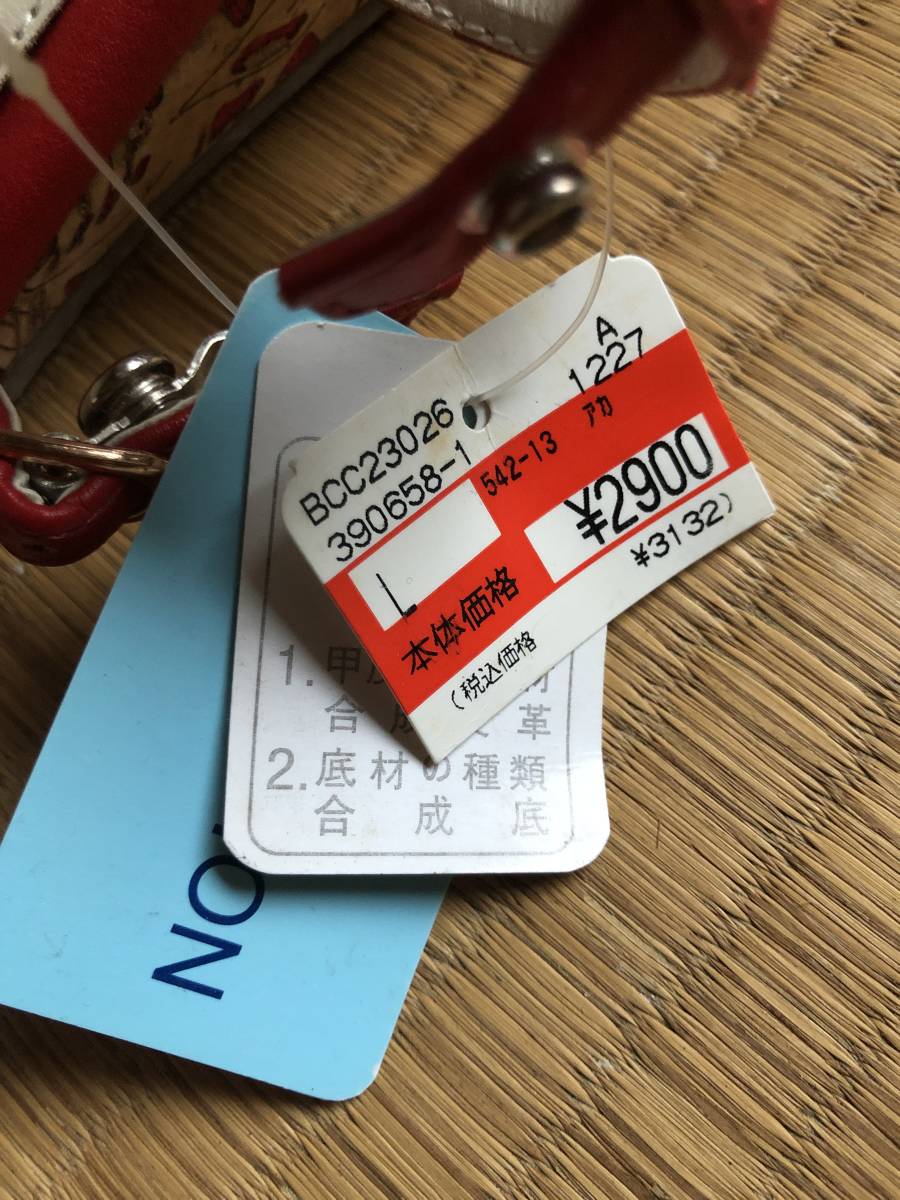 A
BCC23026 1227
390658-1 542-13 アカ
L ¥2900
本体価格 ¥3132)
(税込価格
1.甲
合 革
2.底材の種類
合成底
NO